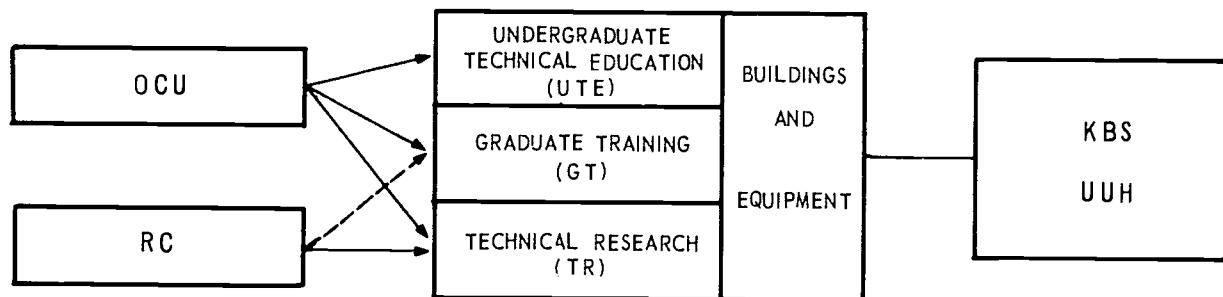 OCU
RC
UNDERGRADUATE
TECHNICAL EDUCATION
(UTE)
GRADUATE TRAINING
(GT)
TECHNICAL RESEARCH
(TR)
BUILDINGS
AND
EQUIPMENT
KBS
UUH